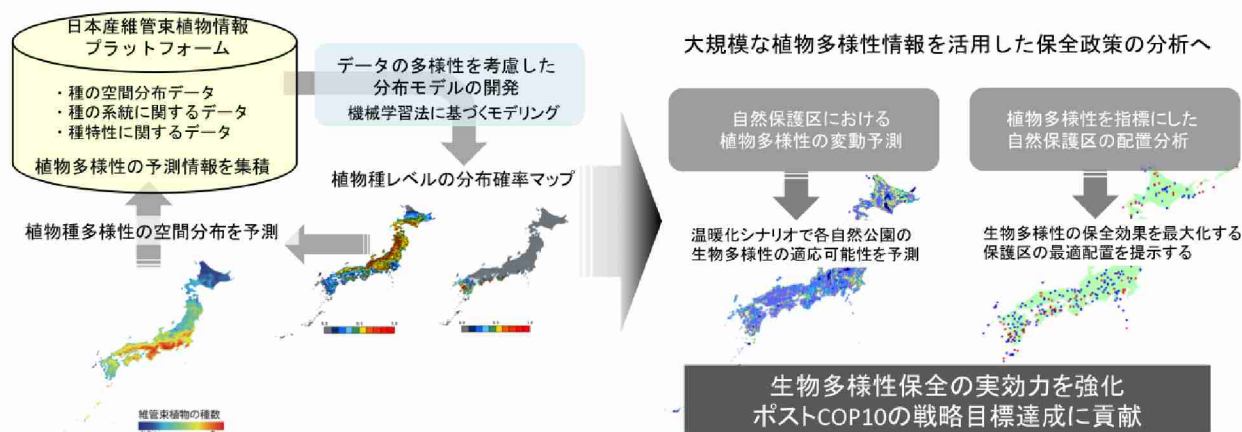 日本産維管束植物情報
プラットフォーム
・種の空間分布データ
・種の系統に関するデータ
・種特性に関するデータ
植物多様性の予測情報を集積
データの多様性を考慮した
分布モデルの開発
機械学習法に基づくモデリング
植物種レベルの分布確率マップ
植物種多様性の空間分布を予測
維管束植物の種数
大規模な植物多様性情報を活用した保全政策の分析へ
自然保護区における
植物多様性の変動予測
温暖化シナリオで各自然公園の
生物多様性の適応可能性を予測
植物多様性を指標にした
自然保護区の配置分析
生物多様性の保全効果を最大化する
保護区の最適配置を提示する
生物多様性保全の実効力を強化
ポストCOP10の戦略目標達成に貢献